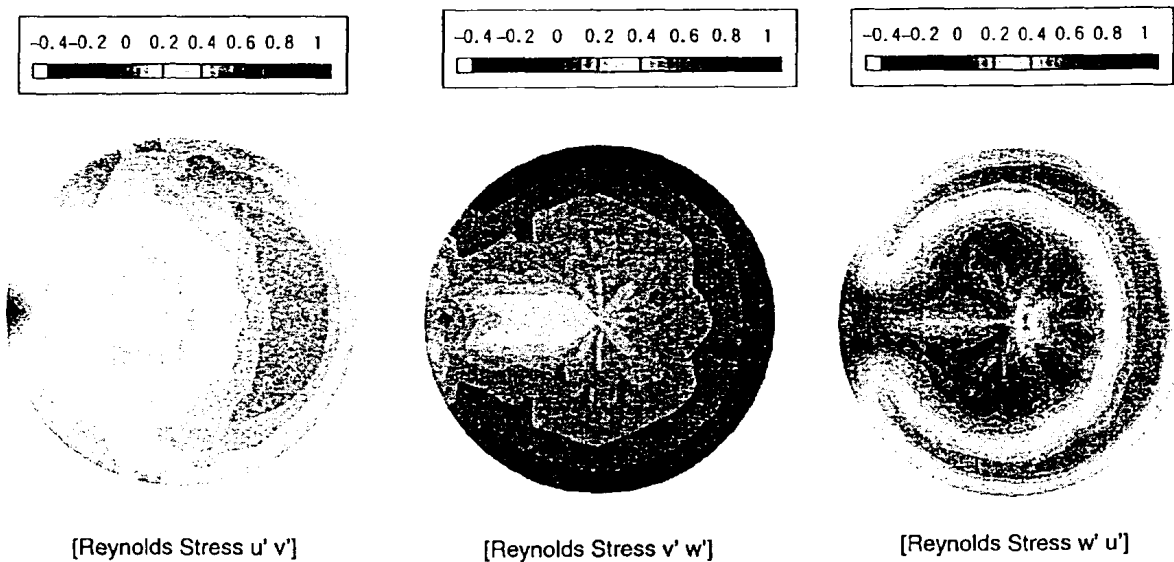 -0.4-0.2 0 0.2 0.4 0.6 0.8 1
-0.4-0.2 0 0.2 0.4 0.6 0.8 1
-0.4-0.2 0 0.2 0.4 0.6 0.8 1
[Reynolds Stress u' v']
[Reynolds Stress v' w']
[Reynolds Stress w' u']